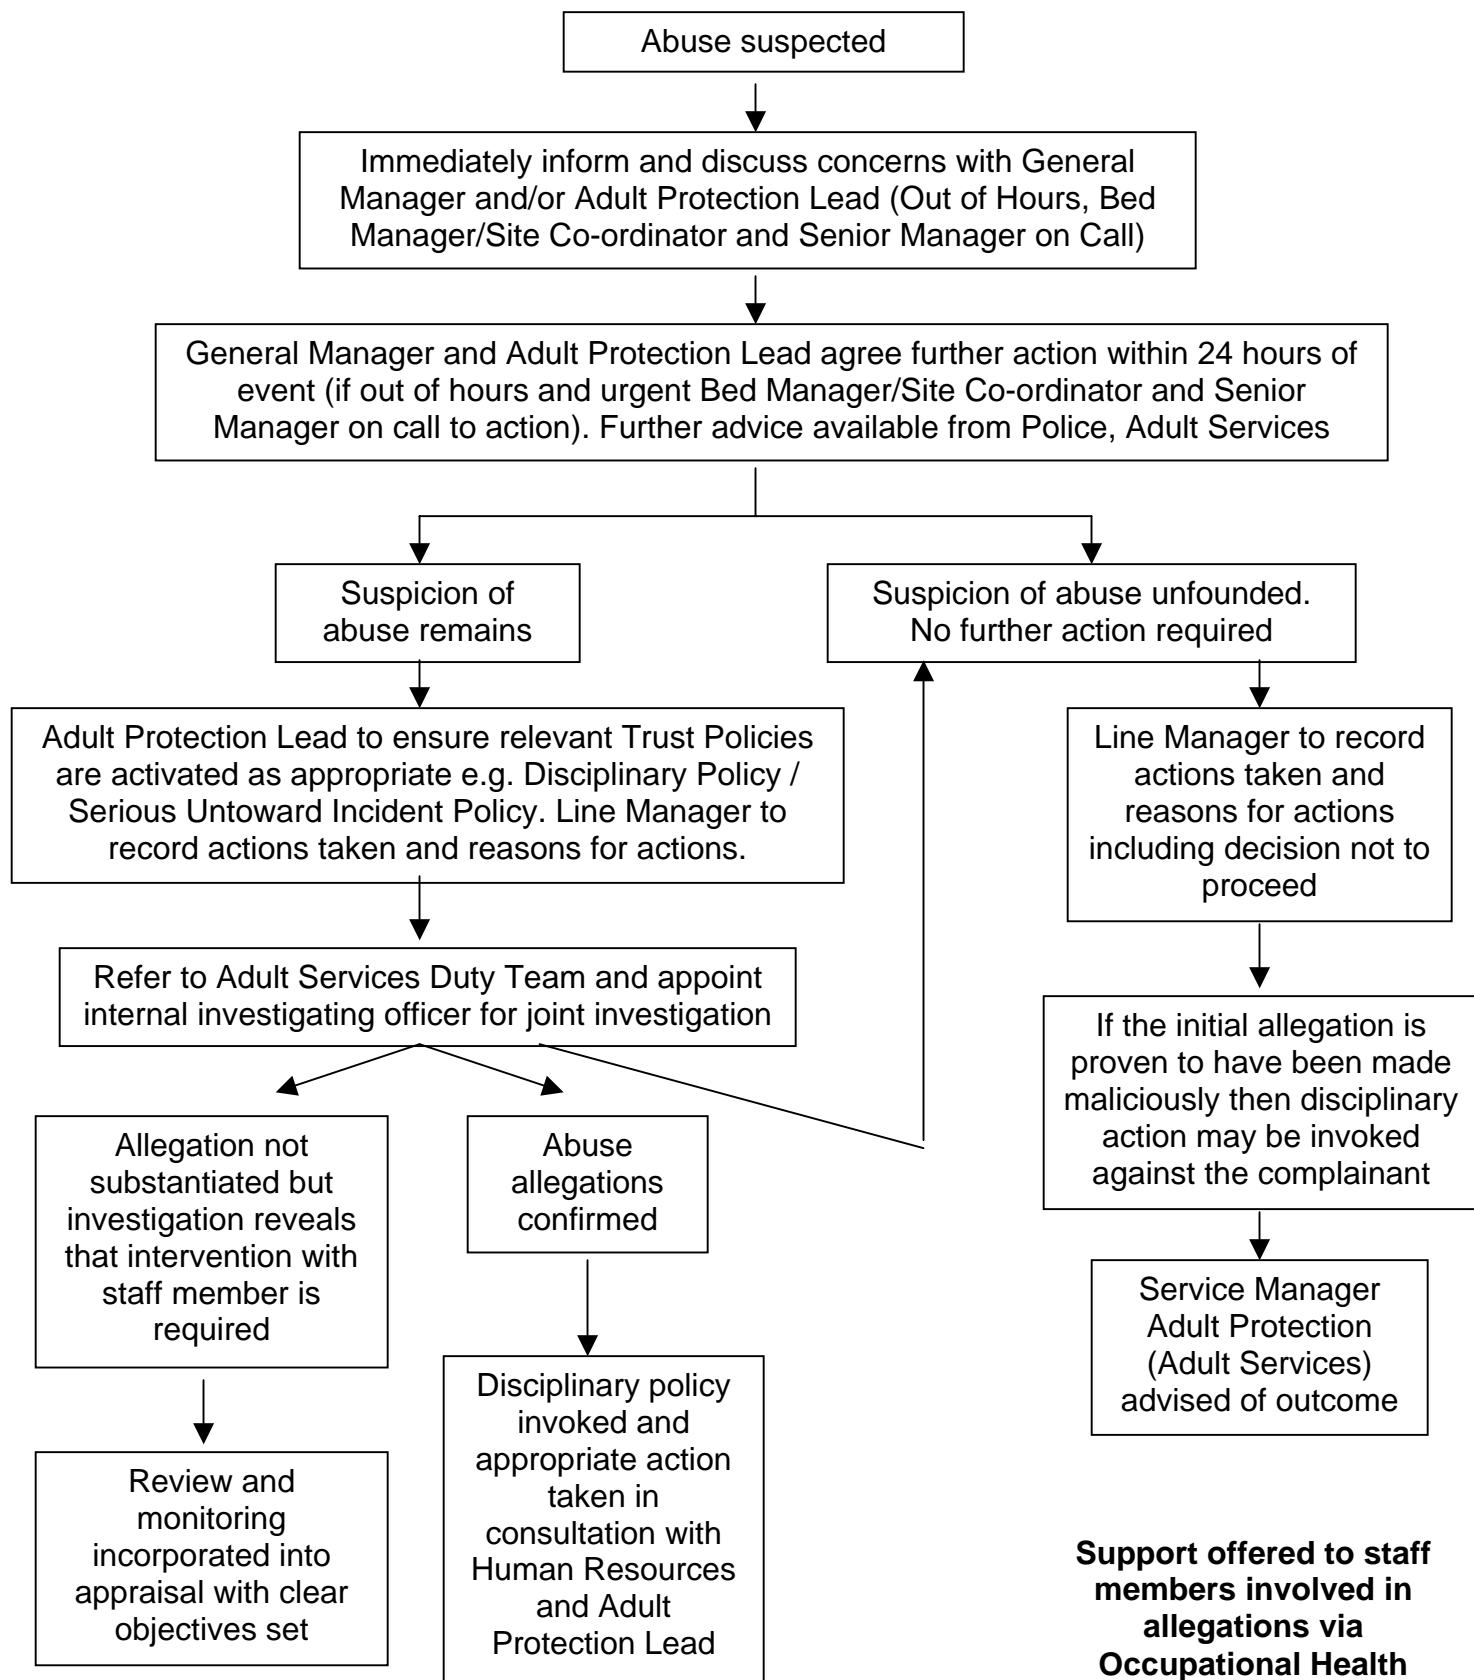 Abuse suspected
Immediately inform and discuss concerns with General
Manager and/or Adult Protection Lead (Out of Hours, Bed
Manager/Site Co-ordinator and Senior Manager on Call)
General Manager and Adult Protection Lead agree further action within 24 hours of
event (if out of hours and urgent Bed Manager/Site Co-ordinator and Senior
Manager on call to action). Further advice available from Police, Adult Services
Suspicion of
abuse remains
Suspicion of abuse unfounded.
No further action required
Adult Protection Lead to ensure relevant Trust Policies
are activated as appropriate e.g. Disciplinary Policy /
Serious Untoward Incident Policy. Line Manager to
record actions taken and reasons for actions.
Line Manager to record
actions taken and
reasons for actions
including decision not to
proceed
Refer to Adult Services Duty Team and appoint
internal investigating officer for joint investigation
If the initial allegation is
proven to have been made
maliciously then disciplinary
action may be invoked
against the complainant
Allegation not
substantiated but
investigation reveals
that intervention with
staff member is
required
Abuse
allegations
confirmed
Service Manager
Adult Protection
(Adult Services)
advised of outcome
Review and
monitoring
incorporated into
appraisal with clear
objectives set
Disciplinary policy
invoked and
appropriate action
taken in
consultation with
Human Resources
and Adult
Protection Lead
Support offered to staff
members involved in
allegations via
Occupational Health